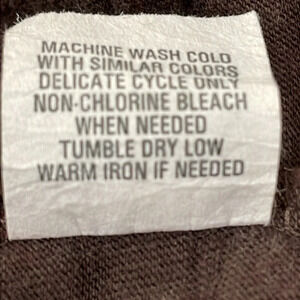 MACHINE WASH COLD
WITH SIMILAR COLORS
DELICATE CYCLE ONLY
NON-CHLORINE BLEACH
WHEN NEEDED
TUMBLE DRY LOW
WARM IRON IF NEEDED